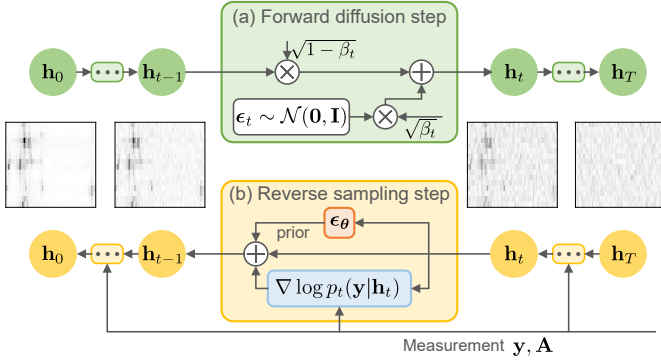 (a) Forward diffusion step
√1 − β_t
h_0 ••• h_{t−1} × + h_t ••• h_T
ϵ_t ∼ N(0, I) ×
√β_t
(b) Reverse sampling step
ϵ_θ
prior
h_0 ••• h_{t−1} + h_t ••• h_T
∇ log p_t(y|h_t)
Measurement y, A